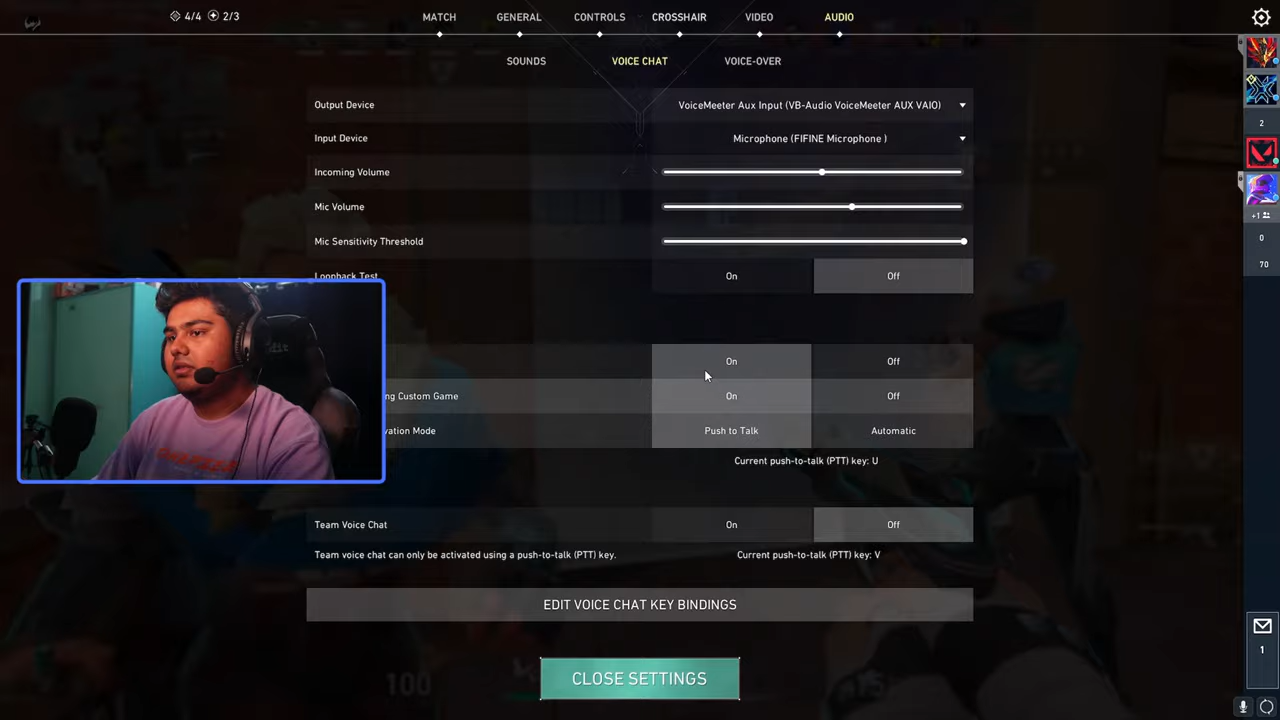 4/4 2/3
MATCH GENERAL CONTROLS CROSSHAIR VIDEO AUDIO
SOUNDS VOICE CHAT VOICE-OVER
Output Device VoiceMeeter Aux Input (VB-Audio VoiceMeeter AUX VAIO)
Input Device Microphone (FIFINE Microphone )
Incoming Volume
Mic Volume
Mic Sensitivity Threshold
Loopback Test On Off
On Off
ng Custom Game On Off
vation Mode Push to Talk Automatic
Current push-to-talk (PTT) key: U
Team Voice Chat On Off
Team voice chat can only be activated using a push-to-talk (PTT) key. Current push-to-talk (PTT) key: V
EDIT VOICE CHAT KEY BINDINGS
CLOSE SETTINGS
100
2
+1
0
70
1